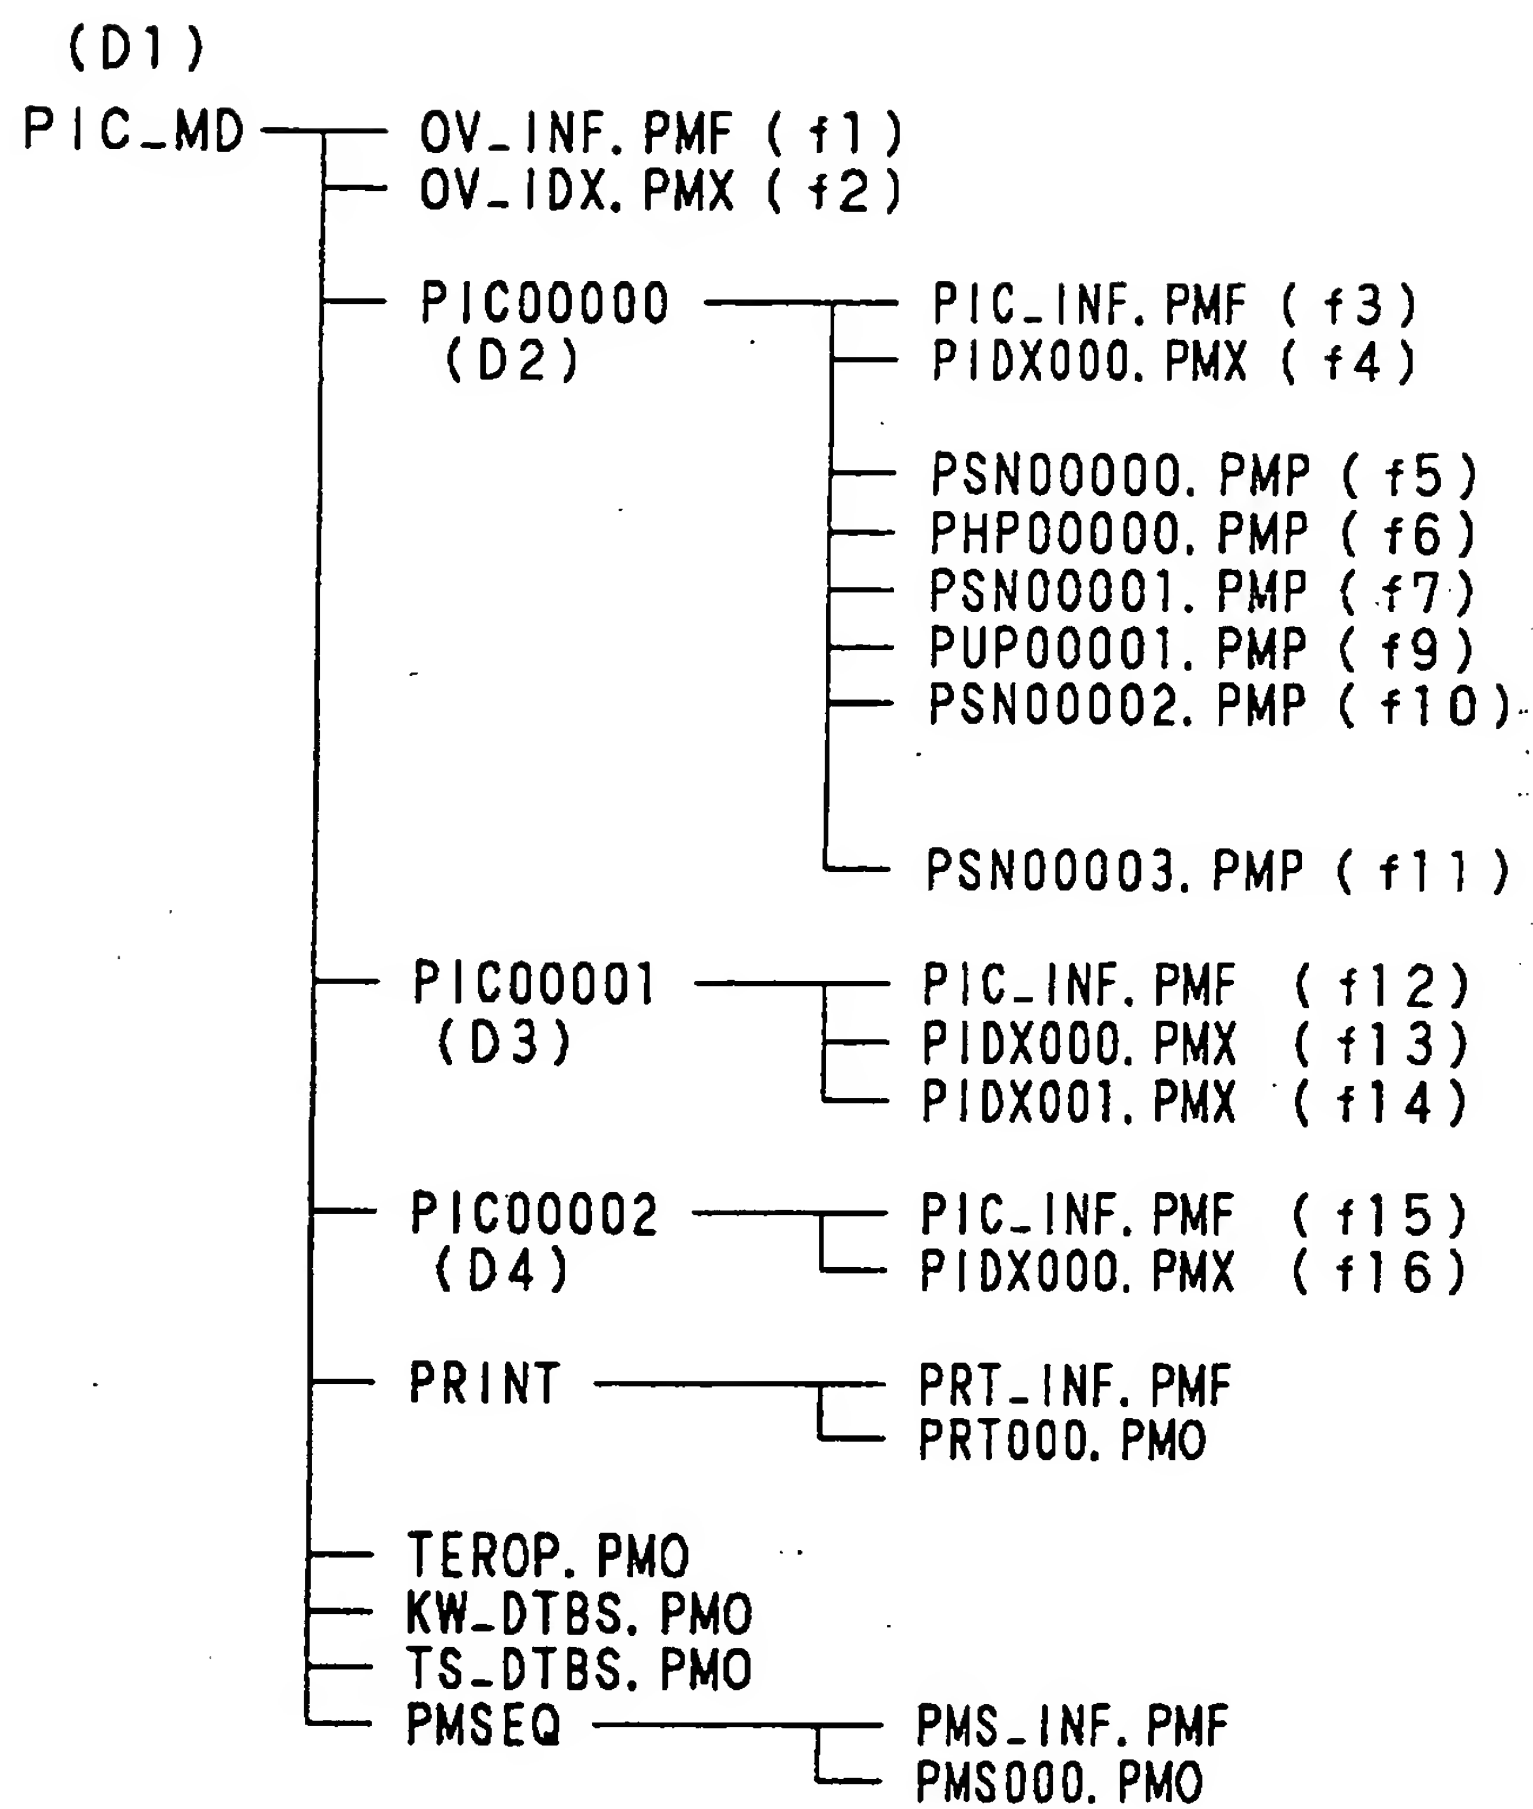 (D1)
PIC_MD
OV_INF.PMF (f1)
OV_IDX.PMX (f2)
PIC00000 PIC_INF.PMF (f3)
(D2) PIDX000.PMX (f4)
PSN00000.PMP (f5)
PHP00000.PMP (f6)
PSN00001.PMP (f7)
PUP00001.PMP (f9)
PSN00002.PMP (f10)
PSN00003.PMP (f11)
PIC00001 PIC_INF.PMF (f12)
(D3) PIDX000.PMX (f13)
PIDX001.PMX (f14)
PIC00002 PIC_INF.PMF (f15)
(D4) PIDX000.PMX (f16)
PRINT PRT_INF.PMF
PRT000.PMO
TEROP.PMO
KW_DTBS.PMO
TS_DTBS.PMO
PMSEQ PMS_INF.PMF
PMS000.PMO